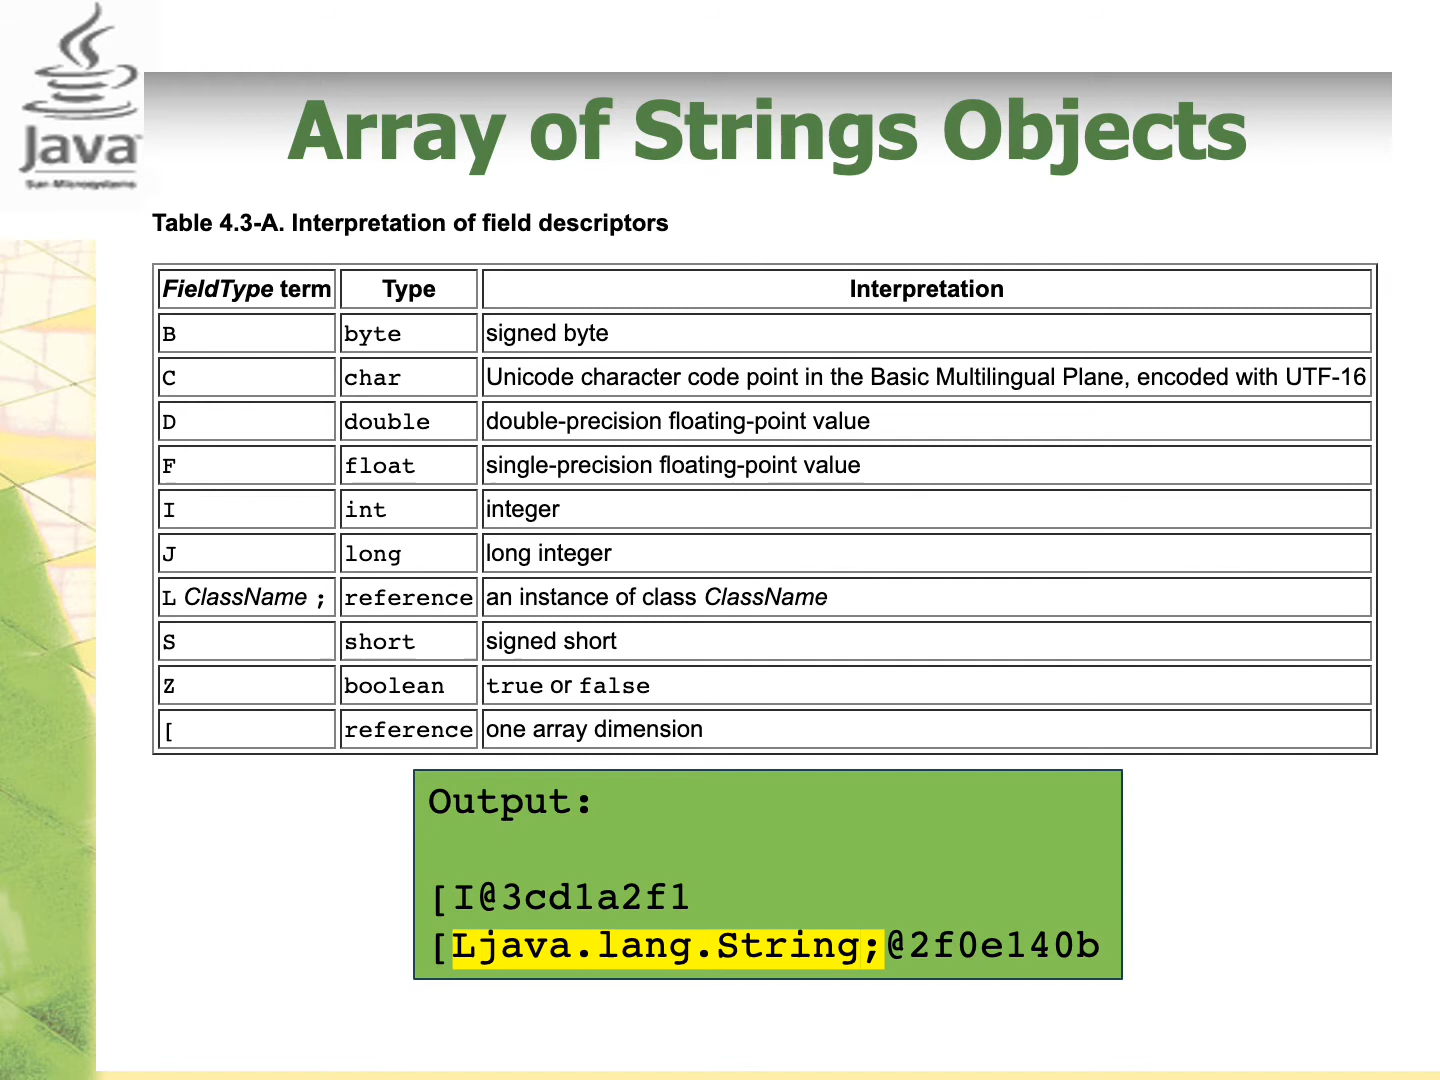 Java
Sun Microsystems
Array of Strings Objects
Table 4.3-A. Interpretation of field descriptors
FieldType term Type Interpretation
B byte signed byte
C char Unicode character code point in the Basic Multilingual Plane, encoded with UTF-16
D double double-precision floating-point value
F float single-precision floating-point value
I int integer
J long long integer
L ClassName ; reference an instance of class ClassName
S short signed short
Z boolean true or false
[ reference one array dimension
Output:
[I@3cd1a2f1
[Ljava.lang.String;@2f0e140b